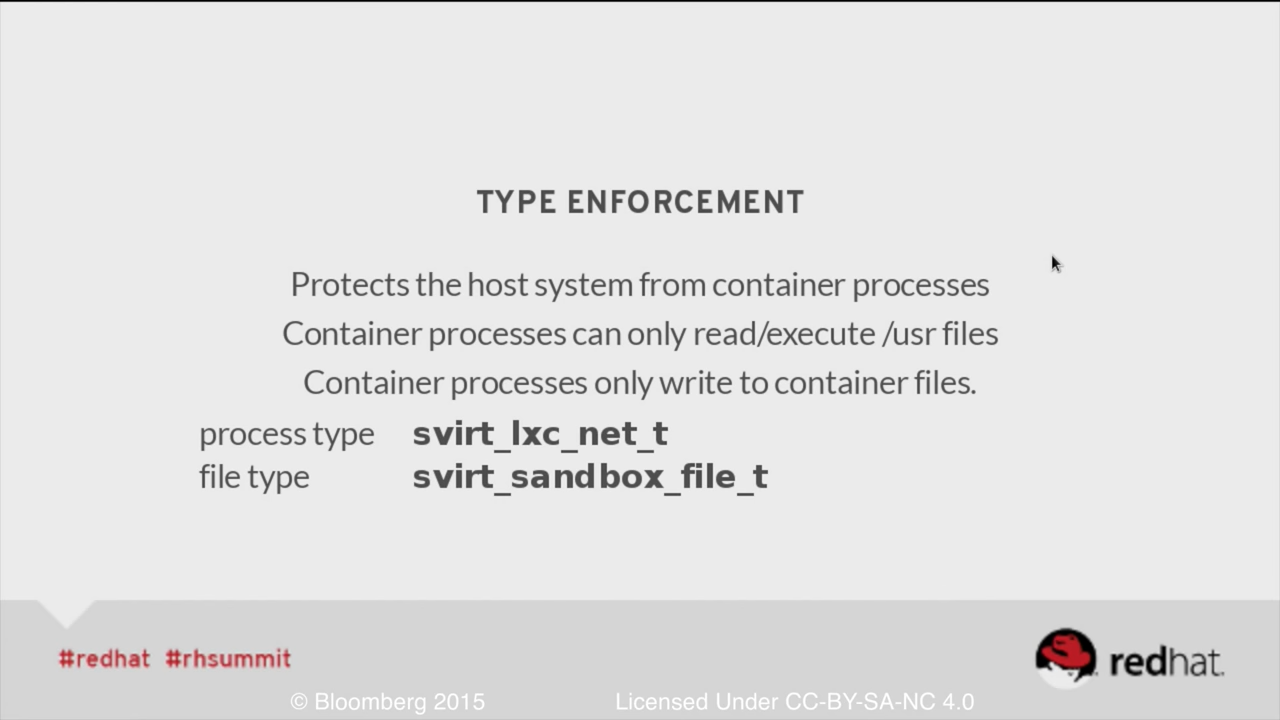 TYPE ENFORCEMENT
Protects the host system from container processes
Container processes can only read/execute /usr files
Container processes only write to container files.
process type svirt_lxc_net_t
file type svirt_sandbox_file_t
#redhat #rhsummit
redhat.
© Bloomberg 2015 Licensed Under CC-BY-SA-NC 4.0